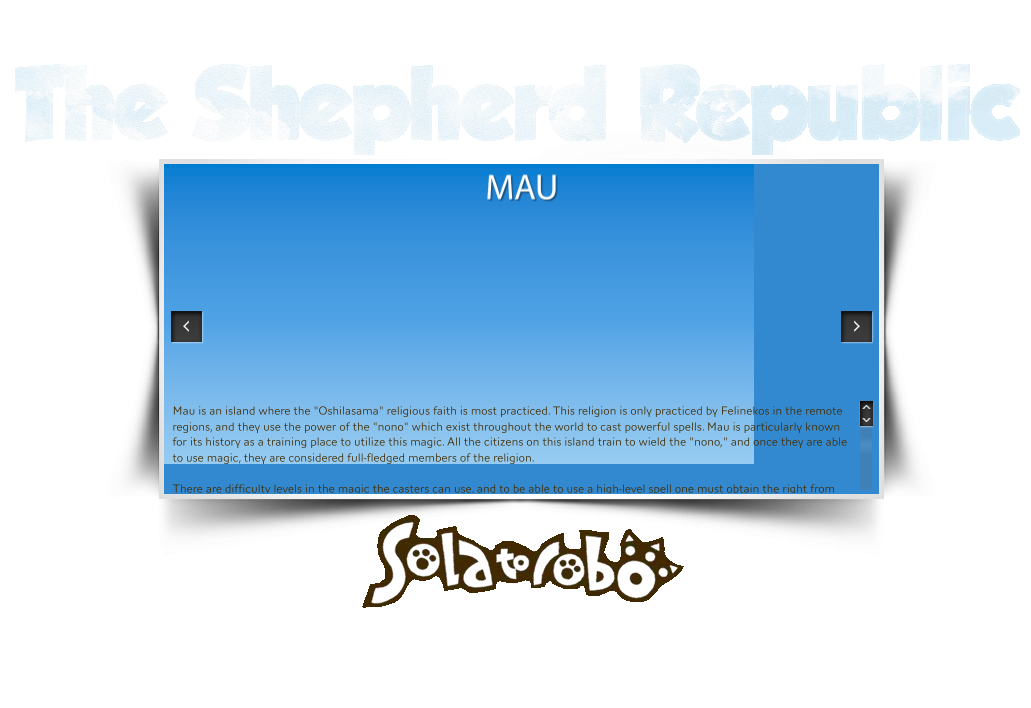 The Shepherd Republic
MAU
Mau is an island where the "Oshilasama" religious faith is most practiced. This religion is only practiced by Felinekos in the remote
regions, and they use the power of the "nono" which exist throughout the world to cast powerful spells. Mau is particularly known
for its history as a training place to utilize this magic. All the citizens on this island train to wield the "nono," and once they are able
to use magic, they are considered full-fledged members of the religion.
There are difficulty levels in the magic the casters can use, and to be able to use a high-level spell one must obtain the right from
Solatorobo